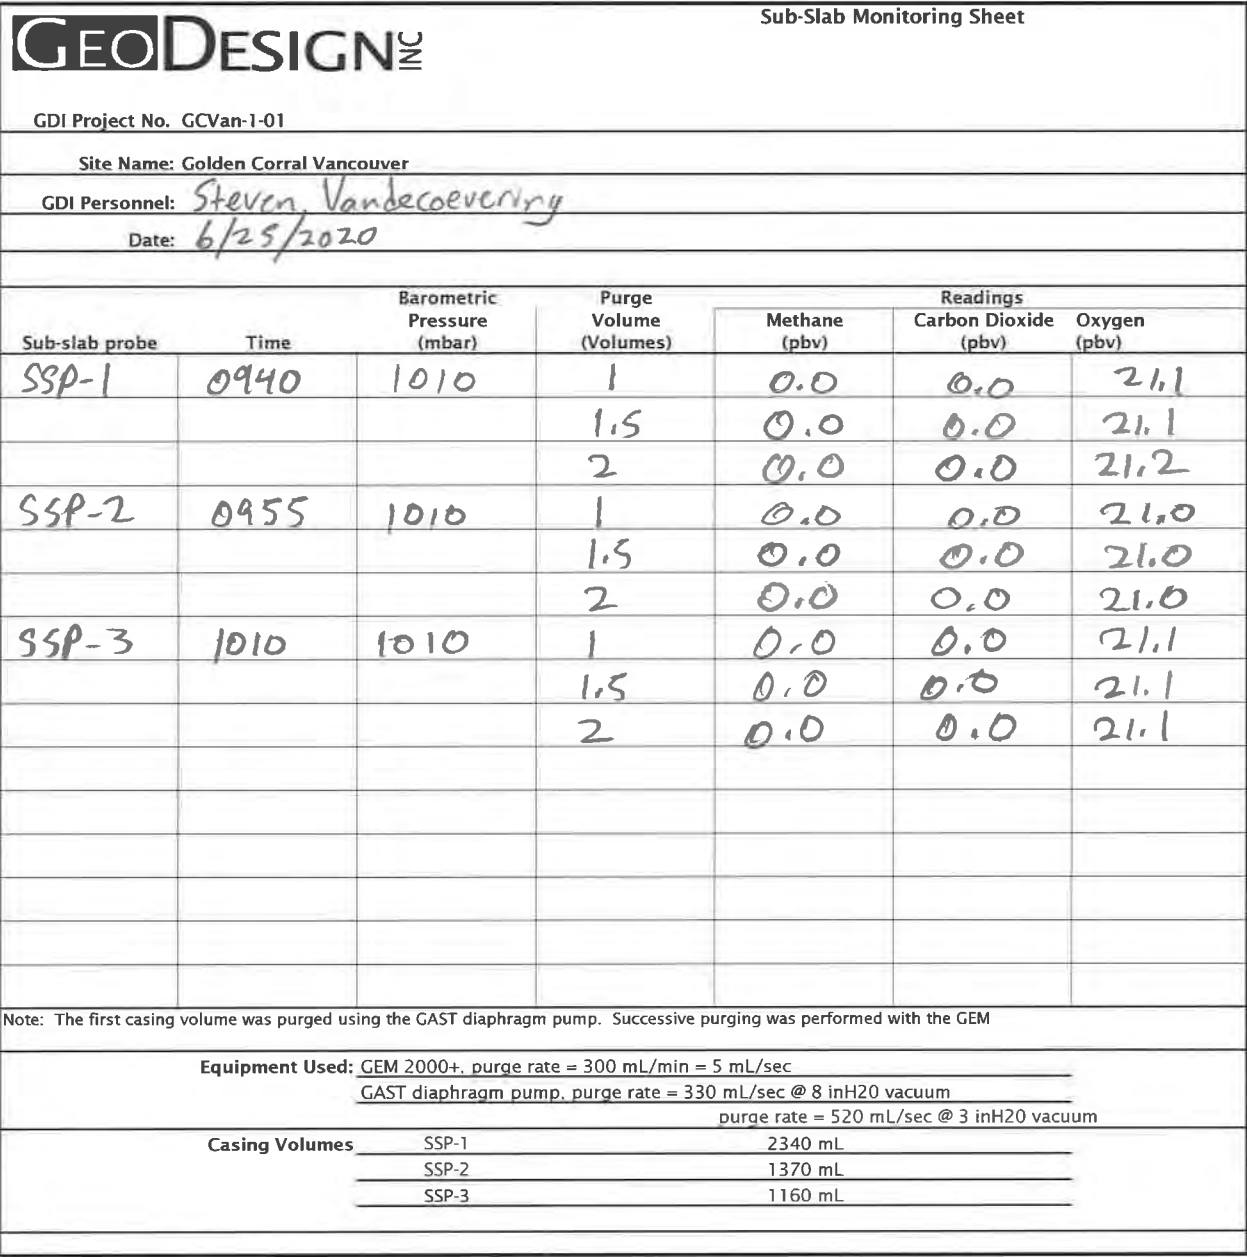 GEODESIGN INC
Sub-Slab Monitoring Sheet
GDI Project No. GCVan-1-01
Site Name: Golden Corral Vancouver
GDI Personnel: Steven Vandecoevering
Date: 6/25/2020
Barometric Purge Readings
Pressure Volume Methane Carbon Dioxide Oxygen
Sub-slab probe Time (mbar) (Volumes) (pbv) (pbv) (pbv)
SSP-1 0940 1010 1 0.0 0.0 21.1
1.5 0.0 0.0 21.1
2 0.0 0.0 21.2
SSP-2 0955 1010 1 0.0 0.0 21.0
1.5 0.0 0.0 21.0
2 0.0 0.0 21.0
SSP-3 1010 1010 1 0.0 0.0 21.1
1.5 0.0 0.0 21.1
2 0.0 0.0 21.1
Note: The first casing volume was purged using the GAST diaphragm pump. Successive purging was performed with the GEM
Equipment Used: GEM 2000+, purge rate = 300 mL/min = 5 mL/sec
GAST diaphragm pump, purge rate = 330 mL/sec @ 8 inH20 vacuum
purge rate = 520 mL/sec @ 3 inH20 vacuum
Casing Volumes SSP-1 2340 mL
SSP-2 1370 mL
SSP-3 1160 mL